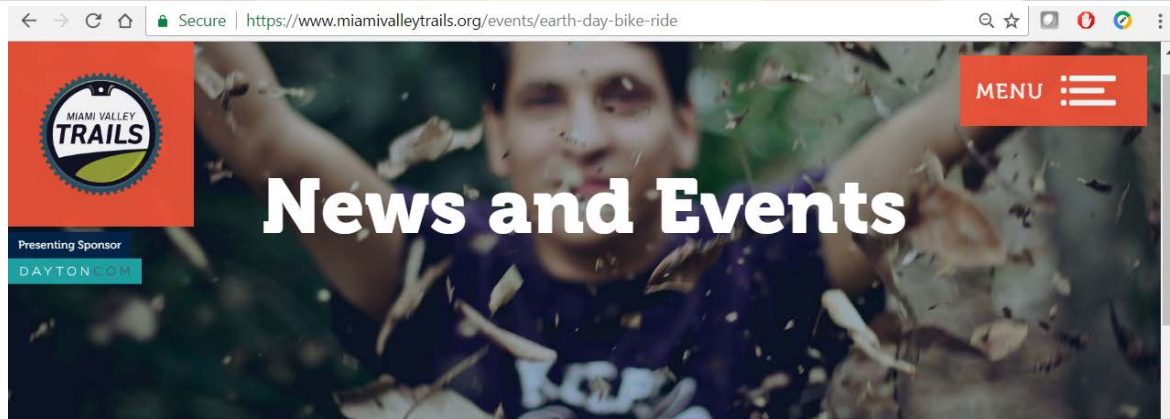 Secure | https://www.miamivalleytrails.org/events/earth-day-bike-ride
MIAMI VALLEY
TRAILS
MENU
News and Events
Presenting Sponsor
DAYTON.COM